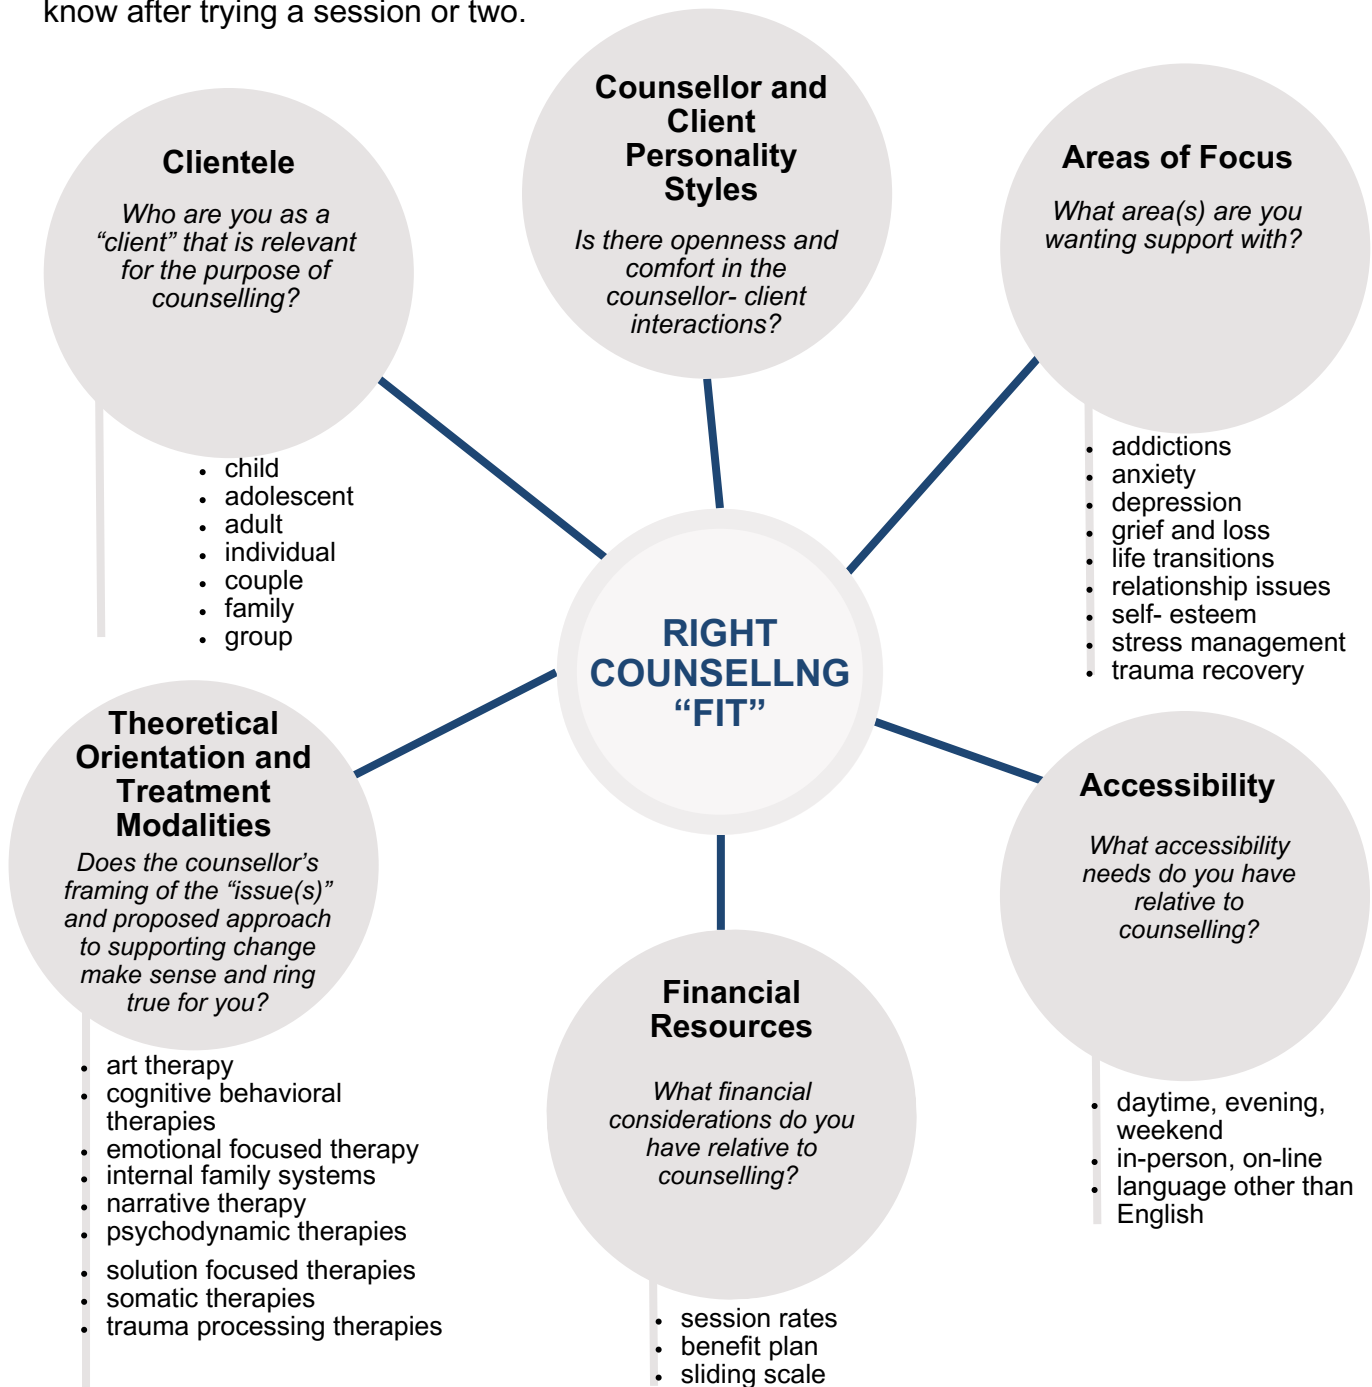 know after trying a session or two.
Clientele
Who are you as a
“client” that is relevant
for the purpose of
counselling?
• child
• adolescent
• adult
• individual
• couple
• family
• group
Counsellor and
Client
Personality
Styles
Is there openness and
comfort in the
counsellor- client
interactions?
Areas of Focus
What area(s) are you
wanting support with?
• addictions
• anxiety
• depression
• grief and loss
• life transitions
• relationship issues
• self- esteem
• stress management
• trauma recovery
RIGHT
COUNSELLNG
“FIT”
Theoretical
Orientation and
Treatment
Modalities
Does the counsellor’s
framing of the “issue(s)”
and proposed approach
to supporting change
make sense and ring
true for you?
• art therapy
• cognitive behavioral
therapies
• emotional focused therapy
• internal family systems
• narrative therapy
• psychodynamic therapies
• solution focused therapies
• somatic therapies
• trauma processing therapies
Financial
Resources
What financial
considerations do you
have relative to
counselling?
• session rates
• benefit plan
• sliding scale
Accessibility
What accessibility
needs do you have
relative to
counselling?
• daytime, evening,
weekend
• in-person, on-line
• language other than
English